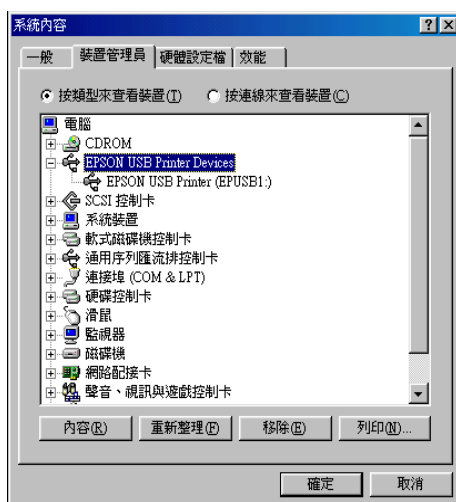 系統內容
一般 裝置管理員 硬體設定檔 效能
按類型來查看裝置(I) 按連線來查看裝置(C)
電腦
CDROM
EPSON USB Printer Devices
EPSON USB Printer (EPUSB1:)
SCSI 控制卡
系統裝置
軟式磁碟機控制卡
通用序列匯流排控制卡
連接埠 (COM & LPT)
硬碟控制卡
滑鼠
監視器
磁碟機
網路配接卡
聲音、視訊與遊戲控制卡
內容(R) 重新整理(F) 移除(E) 列印(N)...
確定 取消